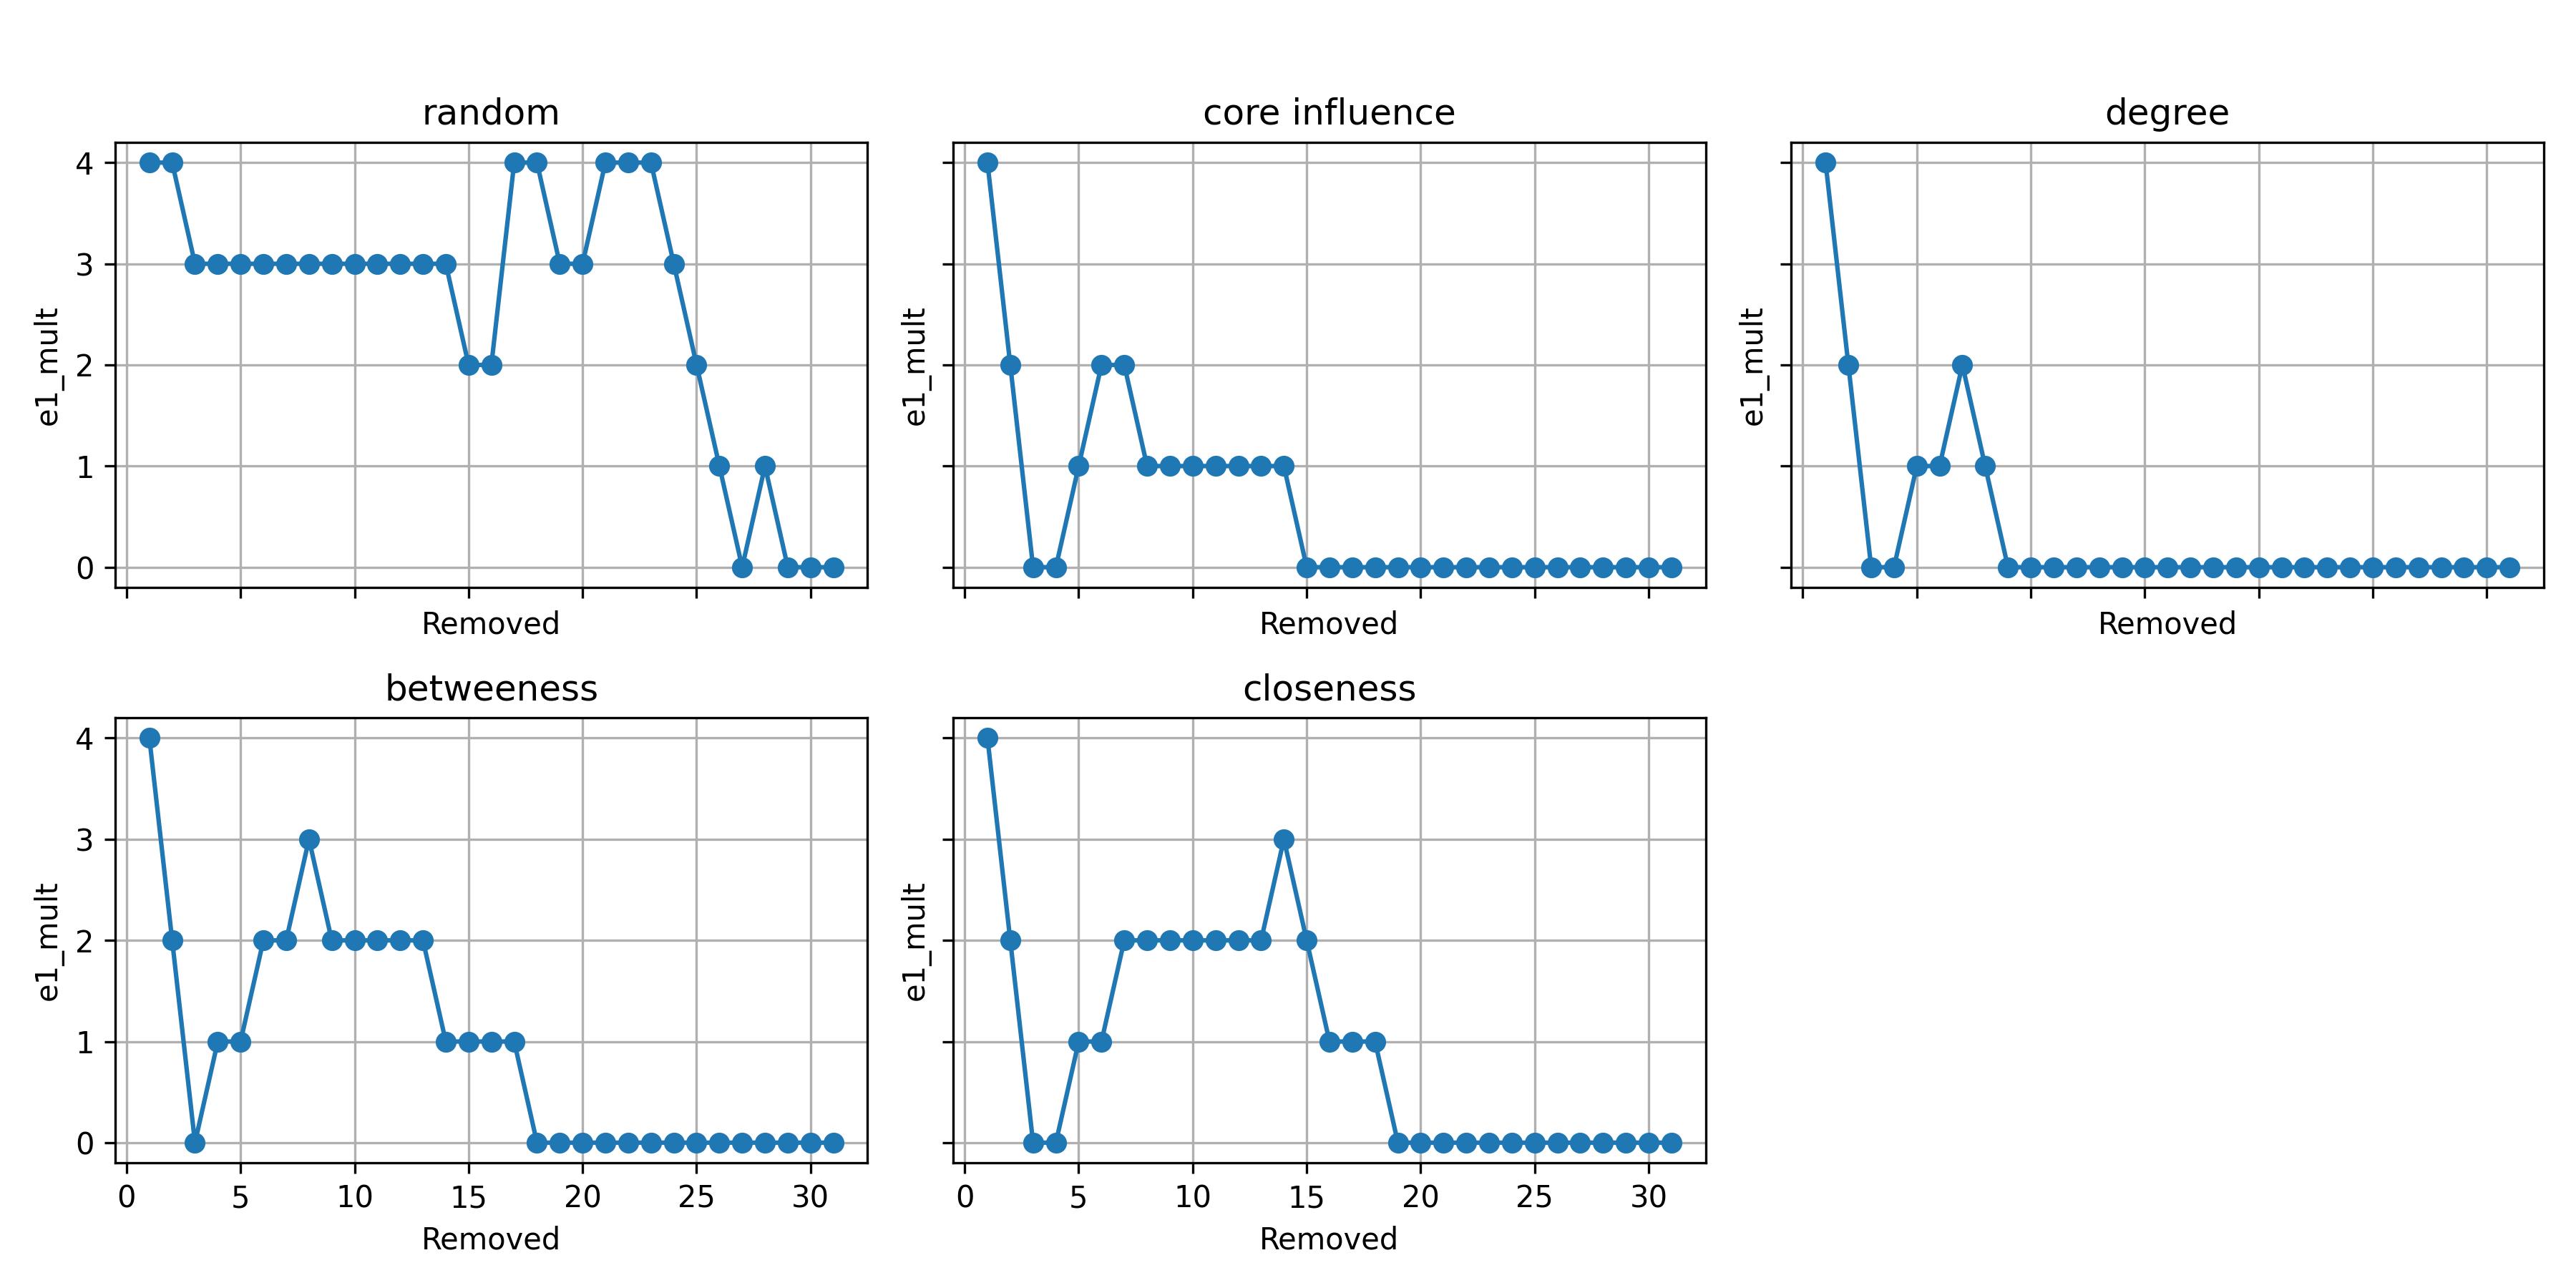 random
4
3
2
1
0
e1_mult
Removed
core influence
e1_mult
Removed
degree
e1_mult
Removed
betweeness
4
3
2
1
0
e1_mult
0 5 10 15 20 25 30
Removed
closeness
e1_mult
0 5 10 15 20 25 30
Removed